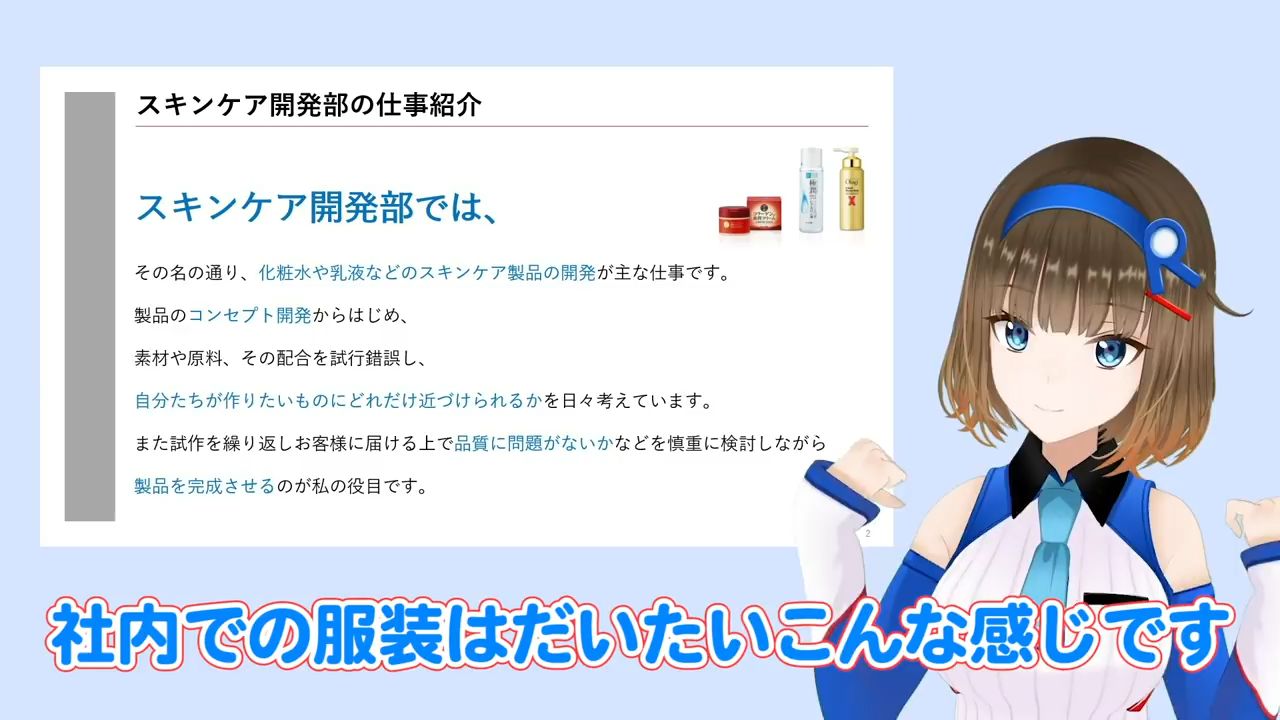 スキンケア開発部の仕事紹介
スキンケア開発部では、
その名の通り、化粧水や乳液などのスキンケア製品の開発が主な仕事です。
製品のコンセプト開発からはじめ、
素材や原料、その配合を試行錯誤し、
自分たちが作りたいものにどれだけ近づけられるかを日々考えています。
また試作を繰り返しお客様に届ける上で品質に問題がないかなどを慎重に検討しながら
製品を完成させるのが私の役目です。
極潤
Obagi
2
社内での服装はだいたいこんな感じです